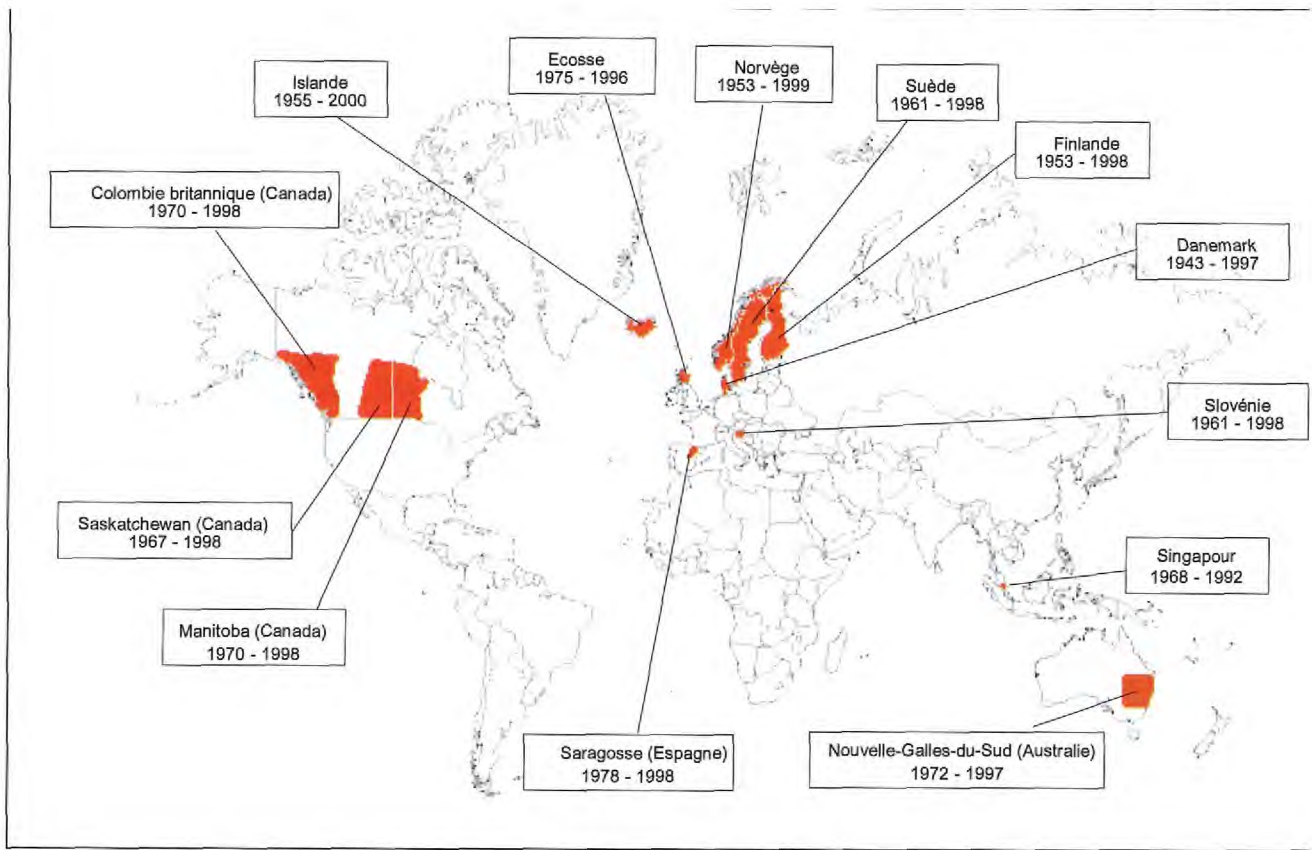 Ecosse
1975 - 1996
Norvège
1953 - 1999
Islande
1955 - 2000
Suède
1961 - 1998
Finlande
1953 - 1998
Colombie britannique (Canada)
1970 - 1998
Danemark
1943 - 1997
Slovénie
1961 - 1998
Saskatchewan (Canada)
1967 - 1998
Singapour
1968 - 1992
Manitoba (Canada)
1970 - 1998
Saragosse (Espagne)
1978 - 1998
Nouvelle-Galles-du-Sud (Australie)
1972 - 1997